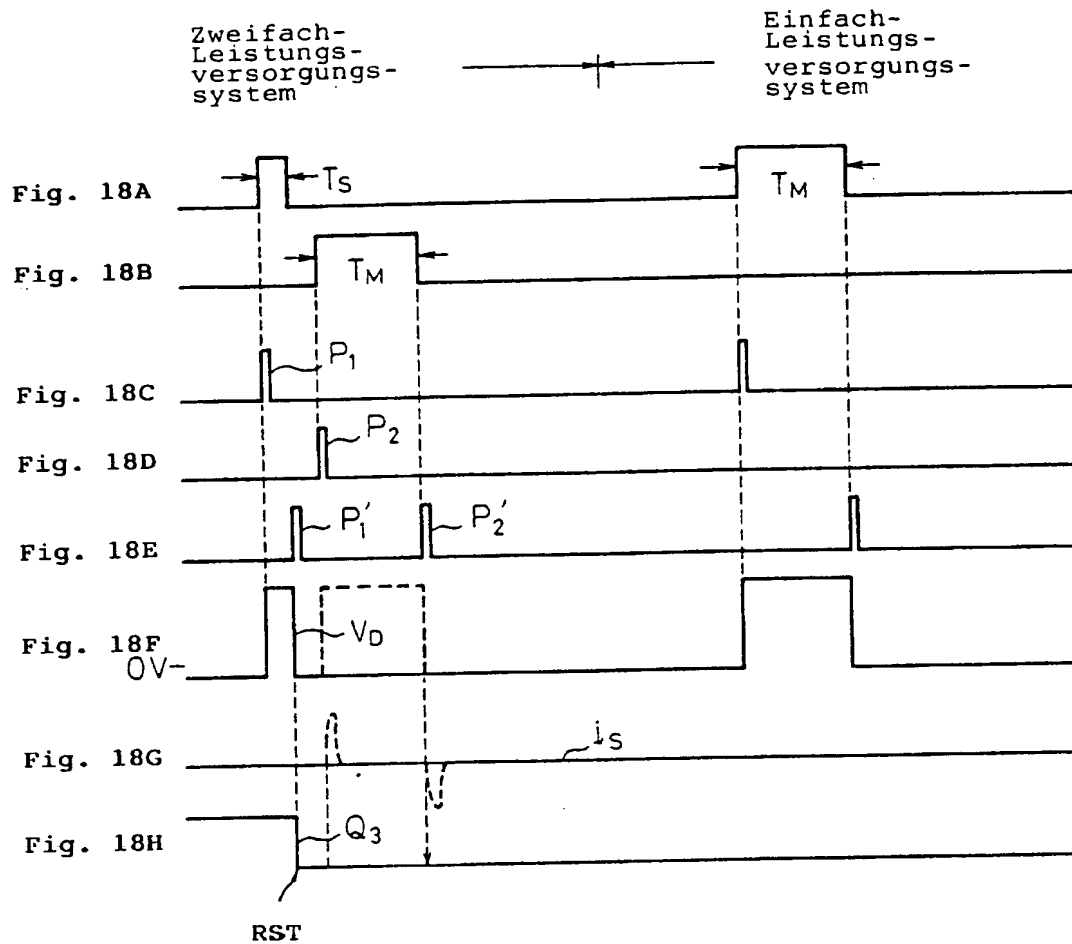 Zweifach-
Leistungs-
versorgungs-
system
Einfach-
Leistungs-
versorgungs-
system
Fig. 18A
TS
TM
Fig. 18B
TM
Fig. 18C
P1
Fig. 18D
P2
Fig. 18E
P1'
P2'
Fig. 18F
VD
0V
Fig. 18G
iS
Fig. 18H
Q3
RST